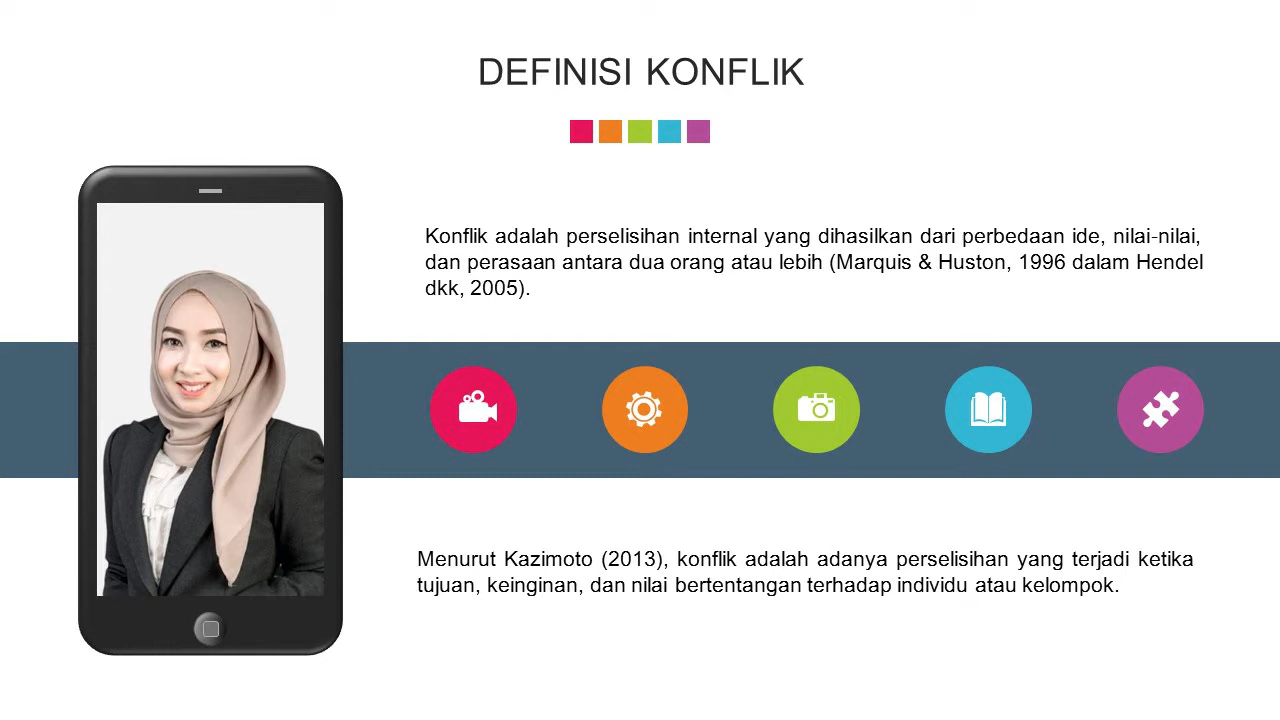 DEFINISI KONFLIK
Konflik adalah perselisihan internal yang dihasilkan dari perbedaan ide, nilai-nilai,
dan perasaan antara dua orang atau lebih (Marquis & Huston, 1996 dalam Hendel
dkk, 2005).
Menurut Kazimoto (2013), konflik adalah adanya perselisihan yang terjadi ketika
tujuan, keinginan, dan nilai bertentangan terhadap individu atau kelompok.